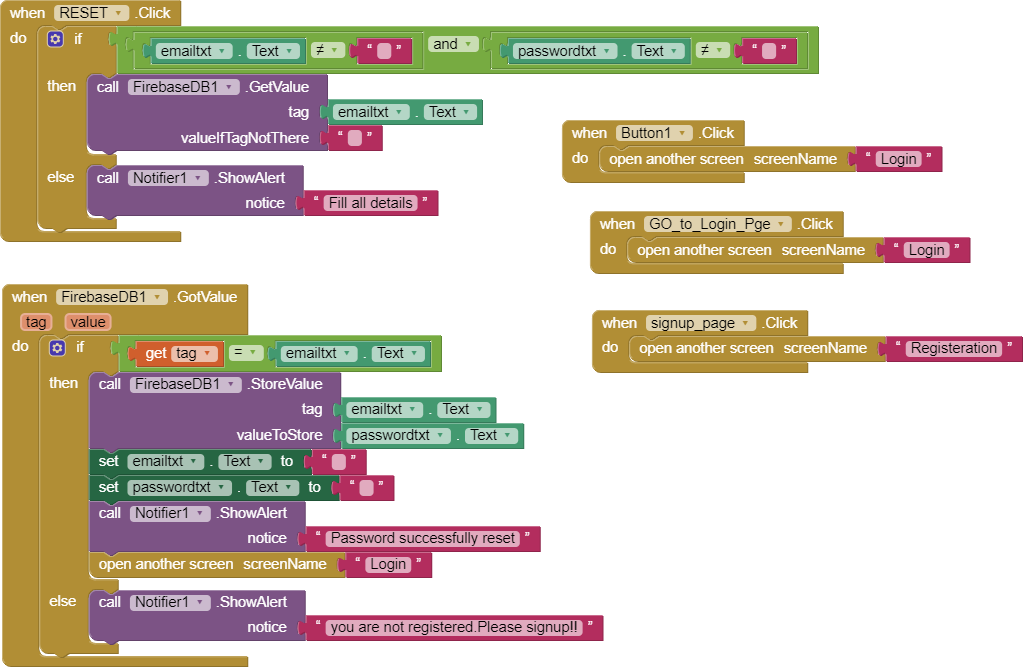 when RESET .Click
do if emailtxt . Text ≠ " " and passwordtxt . Text ≠ " "
then call FirebaseDB1 .GetValue
tag emailtxt . Text
valueIfTagNotThere " "
else call Notifier1 .ShowAlert
notice " Fill all details "
when Button1 .Click
do open another screen screenName " Login "
when GO_to_Login_Pge .Click
do open another screen screenName " Login "
when signup_page .Click
do open another screen screenName " Registeration "
when FirebaseDB1 .GotValue
tag value
do if get tag = emailtxt . Text
then call FirebaseDB1 .StoreValue
tag emailtxt . Text
valueToStore passwordtxt . Text
set emailtxt . Text to " "
set passwordtxt . Text to " "
call Notifier1 .ShowAlert
notice " Password successfully reset "
open another screen screenName " Login "
else call Notifier1 .ShowAlert
notice " you are not registered.Please signup!! "